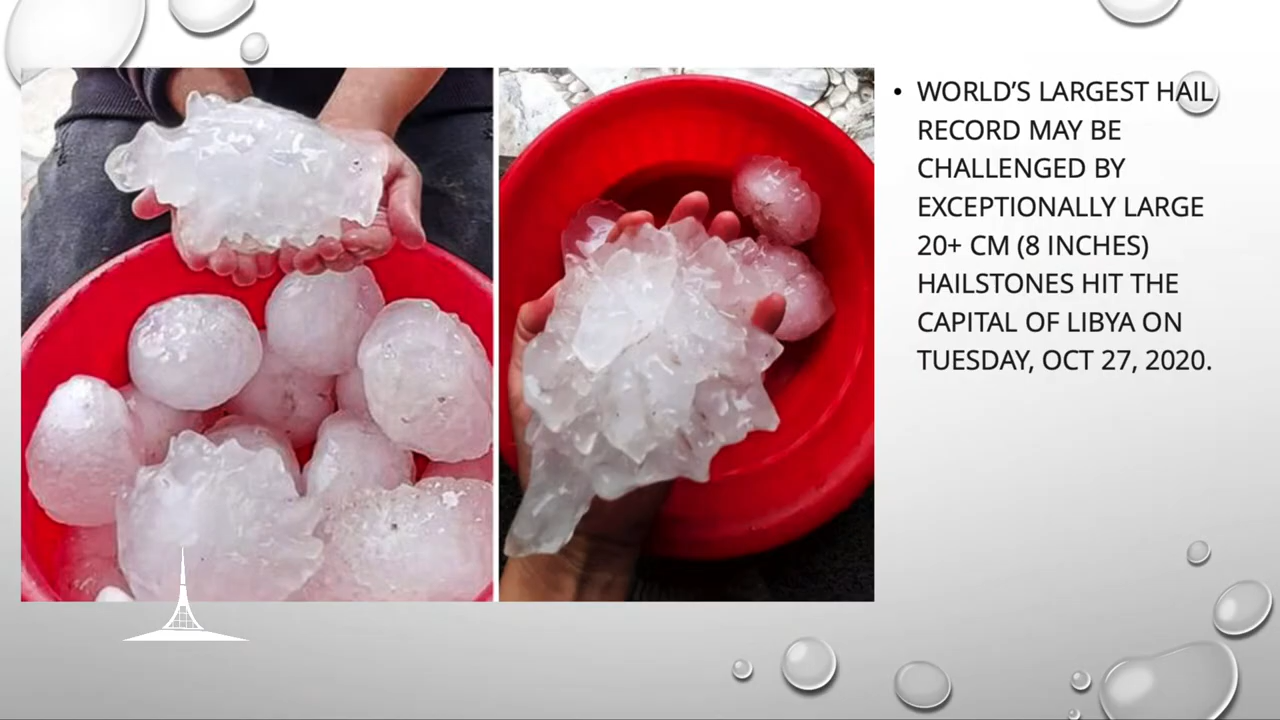 • WORLD'S LARGEST HAIL
RECORD MAY BE
CHALLENGED BY
EXCEPTIONALLY LARGE
20+ CM (8 INCHES)
HAILSTONES HIT THE
CAPITAL OF LIBYA ON
TUESDAY, OCT 27, 2020.